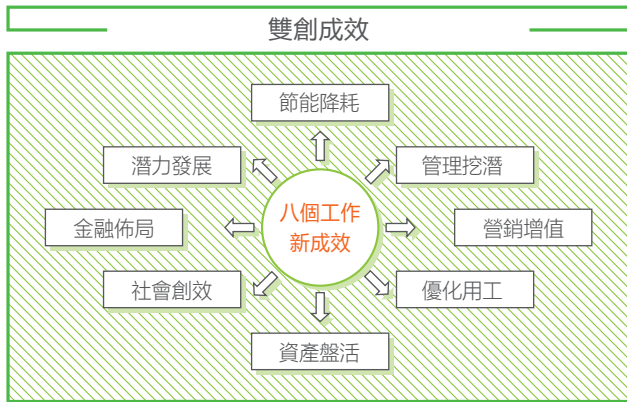 雙創成效
節能降耗
潛力發展
管理挖潛
八個工作
新成效
金融佈局
營銷增值
社會創效
優化用工
資產盤活